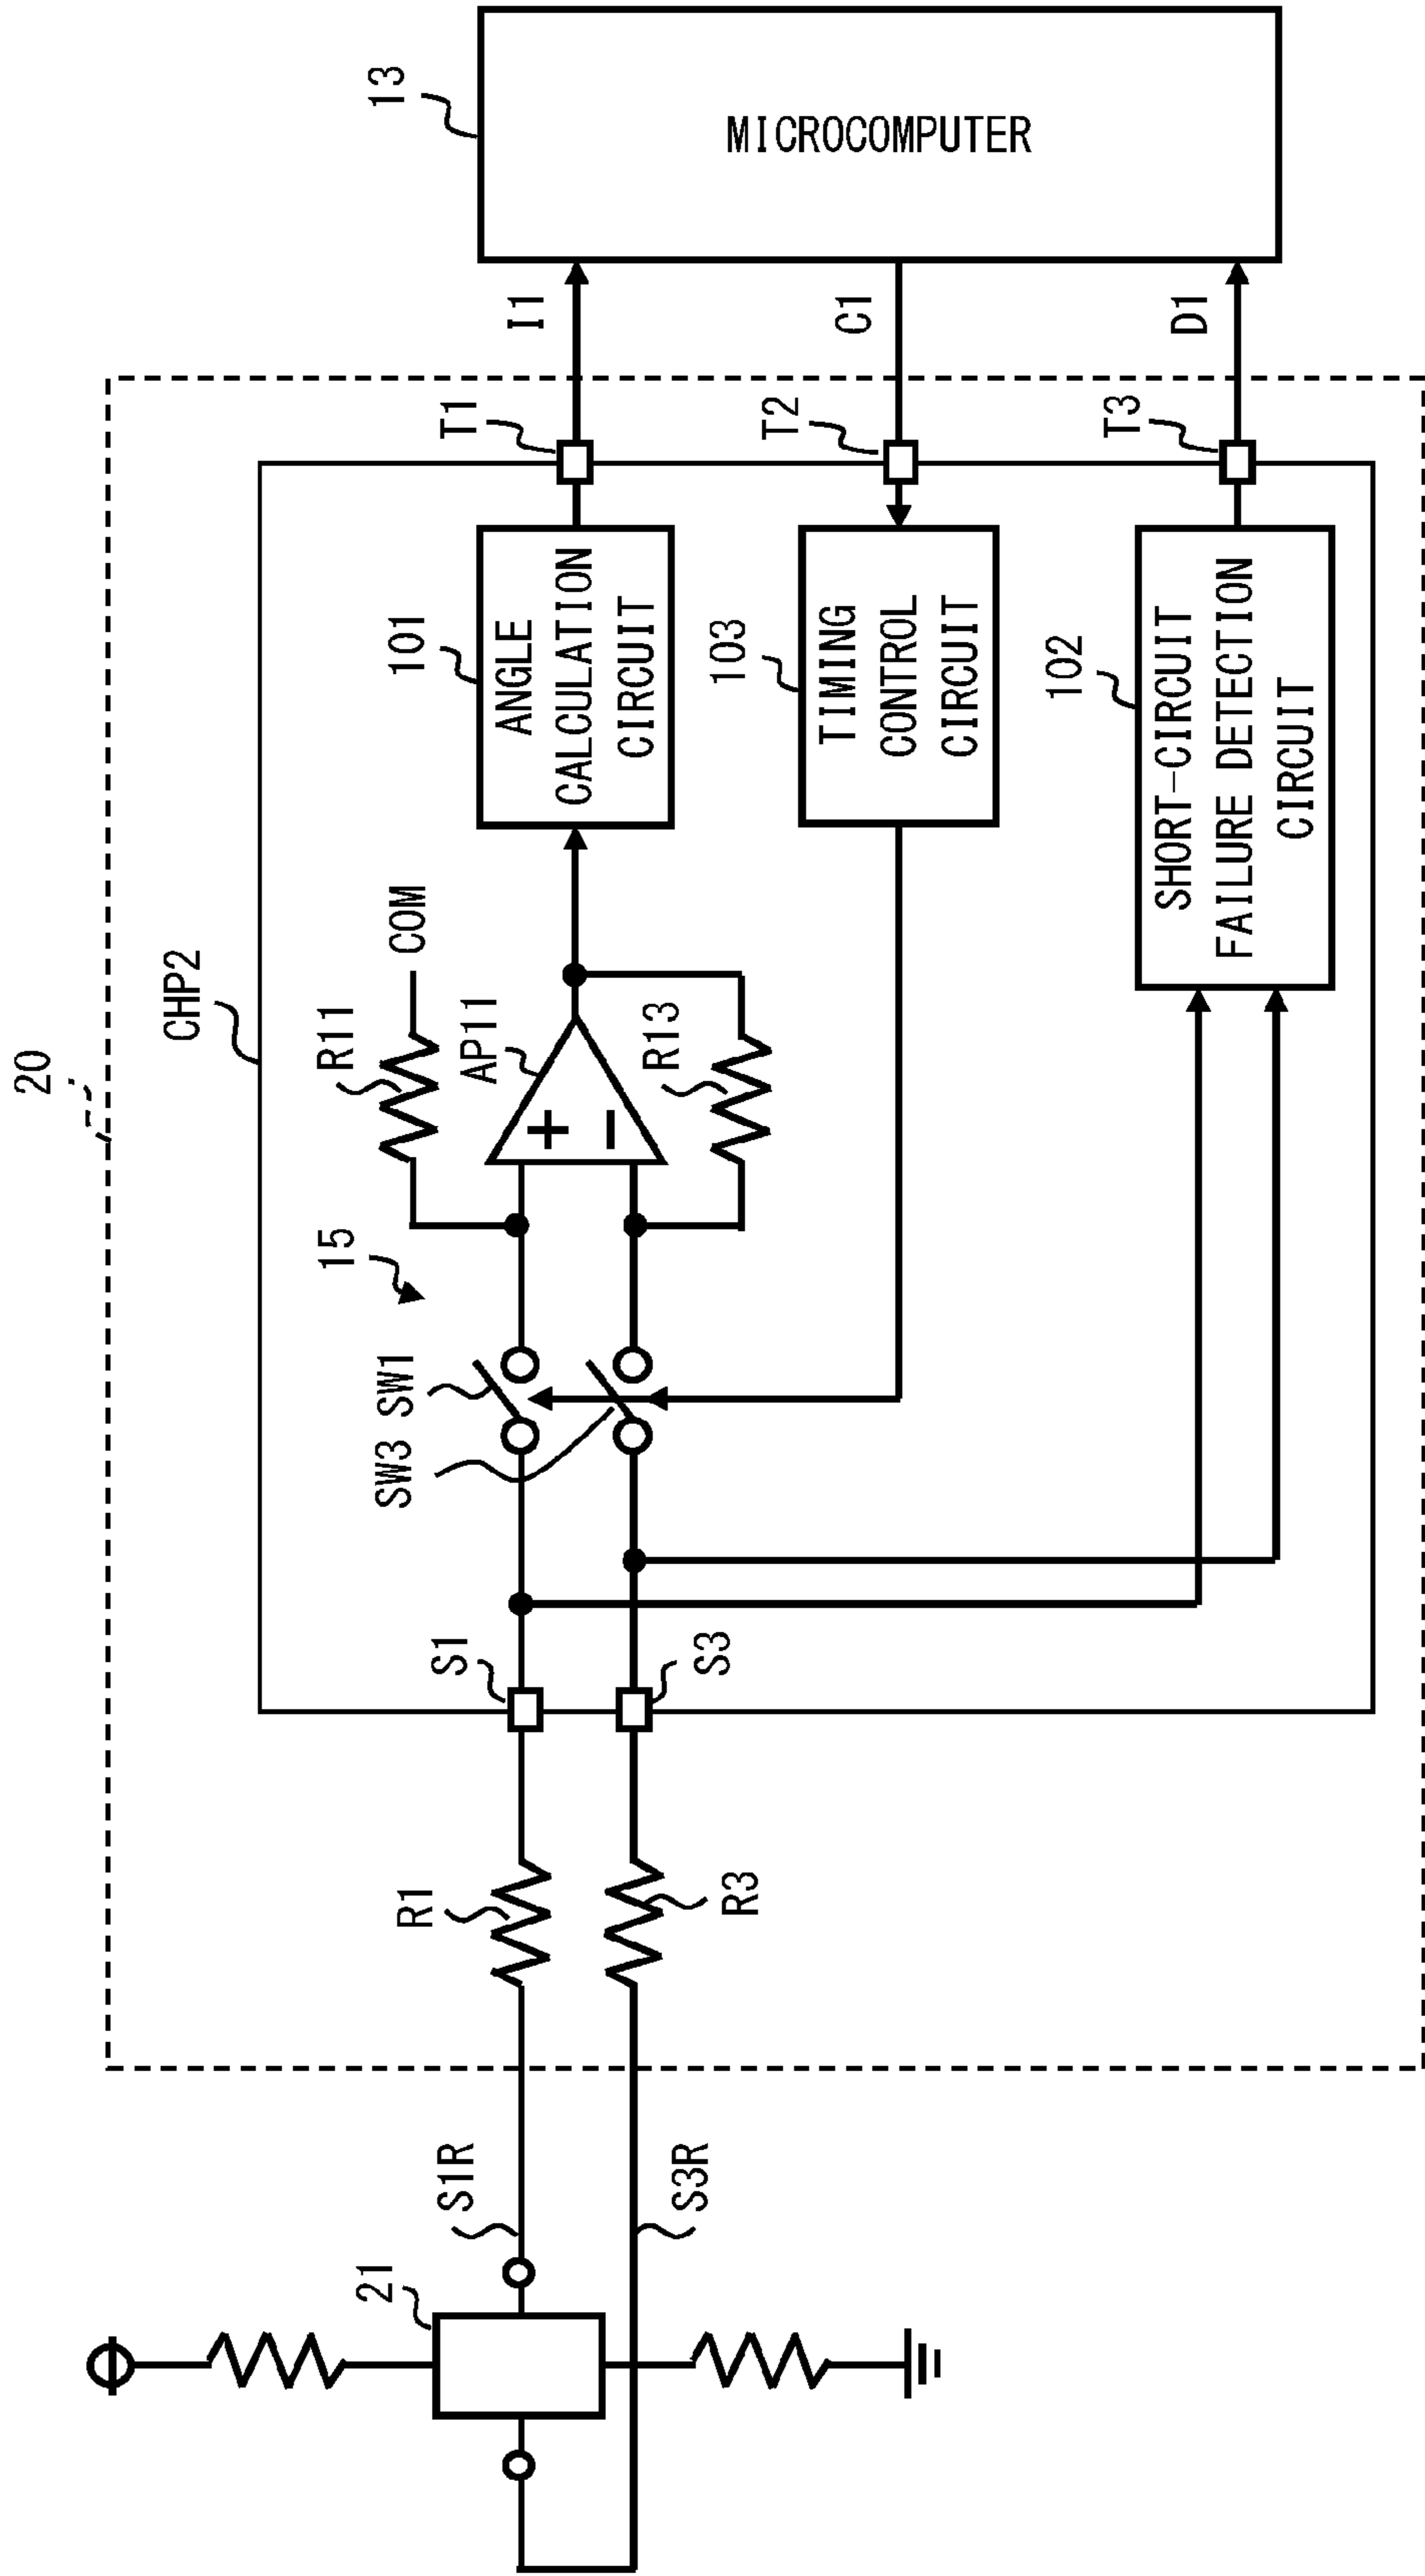 20
CHP2
21
S1R
S3R
R1
R3
S1
S3
SW3
SW1
15
R11
COM
AP11
R13
101
ANGLE
CALCULATION
CIRCUIT
103
TIMING
CONTROL
CIRCUIT
102
SHORT-CIRCUIT
FAILURE DETECTION
CIRCUIT
T1
T2
T3
I1
C1
D1
13
MICROCOMPUTER
+
−